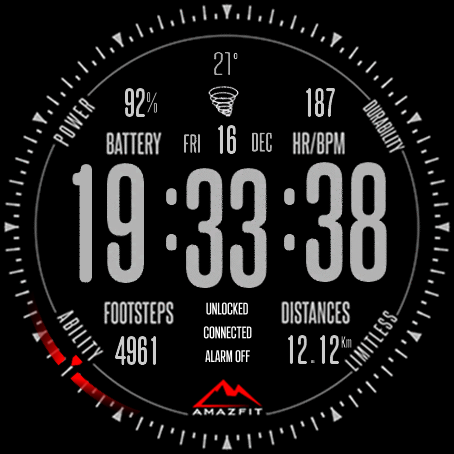 21°
92% 187
POWER DURABILITY
BATTERY FRI 16 DEC HR/BPM
19:33:38
FOOTSTEPS UNLOCKED DISTANCES
CONNECTED
ABILITY LIMITLESS
4961 ALARM OFF 12.12 Km
AMAZFIT